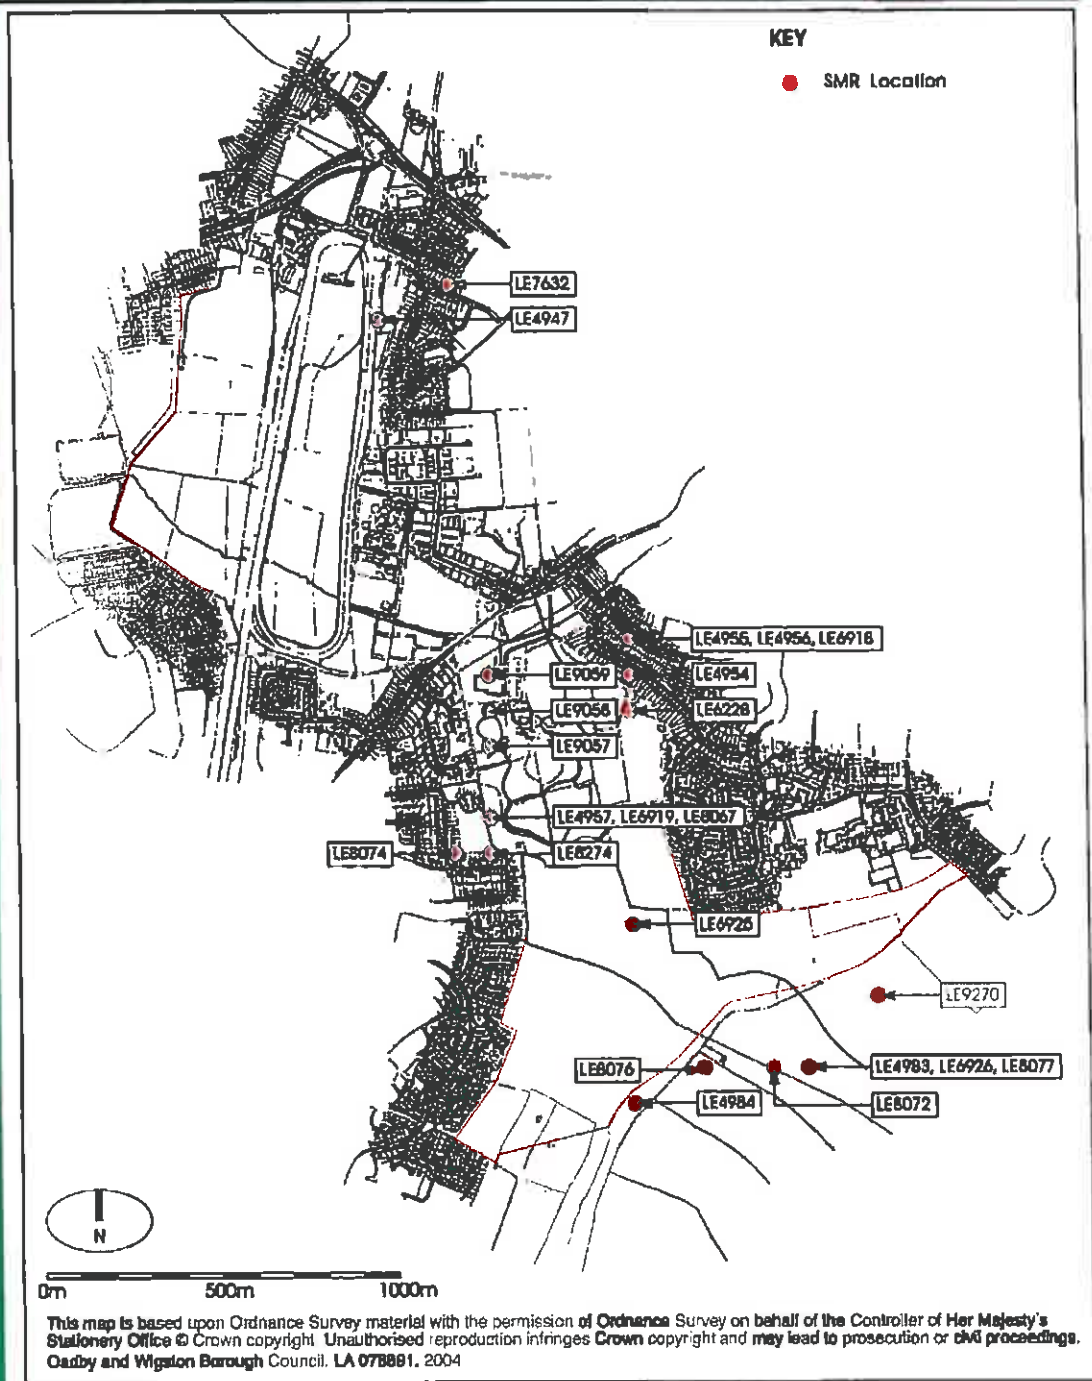 KEY
SMR Location
LE7632
LE4947
LE4955, LE4956, LE6918
LE9059
LE4954
LE9058
LE6228
LE9057
LE4957, LE6919, LE8067
LE8074
LE8274
LE6925
LE9270
LE8076
LE4983, LE6926, LE8077
LE4984
LE8072
N
0m 500m 1000m
This map is based upon Ordnance Survey material with the permission of Ordnance Survey on behalf of the Controller of Her Majesty's
Stationery Office © Crown copyright Unauthorised reproduction infringes Crown copyright and may lead to prosecution or civil proceedings.
Oadby and Wigston Borough Council. LA 078891. 2004